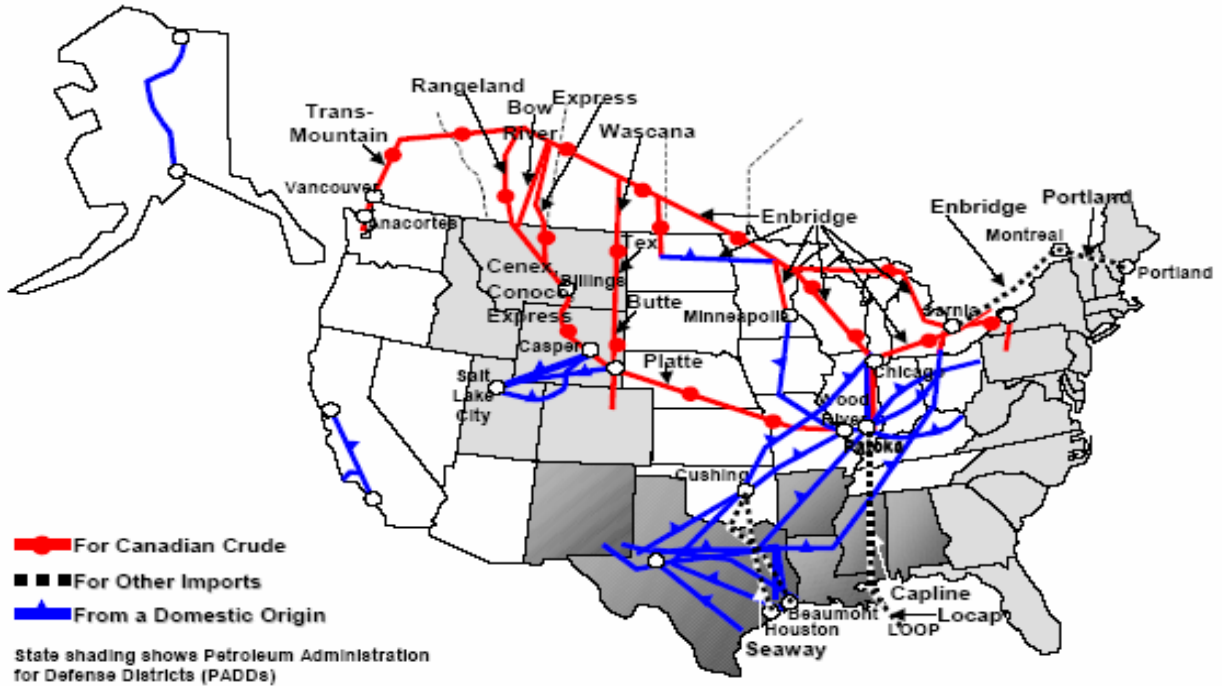 Rangeland
Bow
River
Express
Trans-
Mountain
Wascana
Vancouver
Anacortes
Enbridge
Enbridge
Portland
Montreal
Portland
Tex
Cenex,
Conoco,
Express
Billings
Butte
Minneapolis
Sarnia
Casper
Platte
Chicago
Salt
Lake
City
Wood
River
Patoka
Cushing
For Canadian Crude
For Other Imports
From a Domestic Origin
Capline
Locap
LOOP
Beaumont
Houston
Seaway
State shading shows Petroleum Administration
for Defense Districts (PADDs)